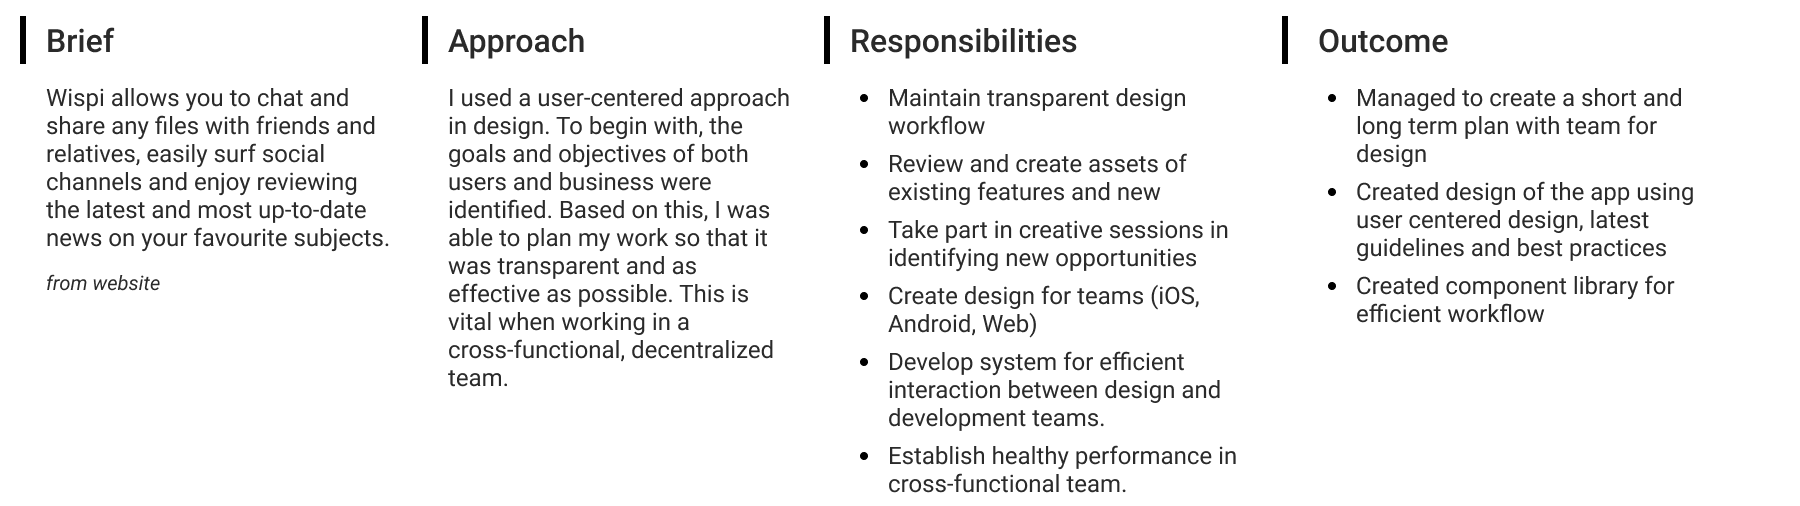 Brief
Wispi allows you to chat and
share any files with friends and
relatives, easily surf social
channels and enjoy reviewing
the latest and most up-to-date
news on your favourite subjects.
from website
Approach
I used a user-centered approach
in design. To begin with, the
goals and objectives of both
users and business were
identified. Based on this, I was
able to plan my work so that it
was transparent and as
effective as possible. This is
vital when working in a
cross-functional, decentralized
team.
Responsibilities
• Maintain transparent design
workflow
• Review and create assets of
existing features and new
• Take part in creative sessions in
identifying new opportunities
• Create design for teams (iOS,
Android, Web)
• Develop system for efficient
interaction between design and
development teams.
• Establish healthy performance in
cross-functional team.
Outcome
• Managed to create a short and
long term plan with team for
design
• Created design of the app using
user centered design, latest
guidelines and best practices
• Created component library for
efficient workflow